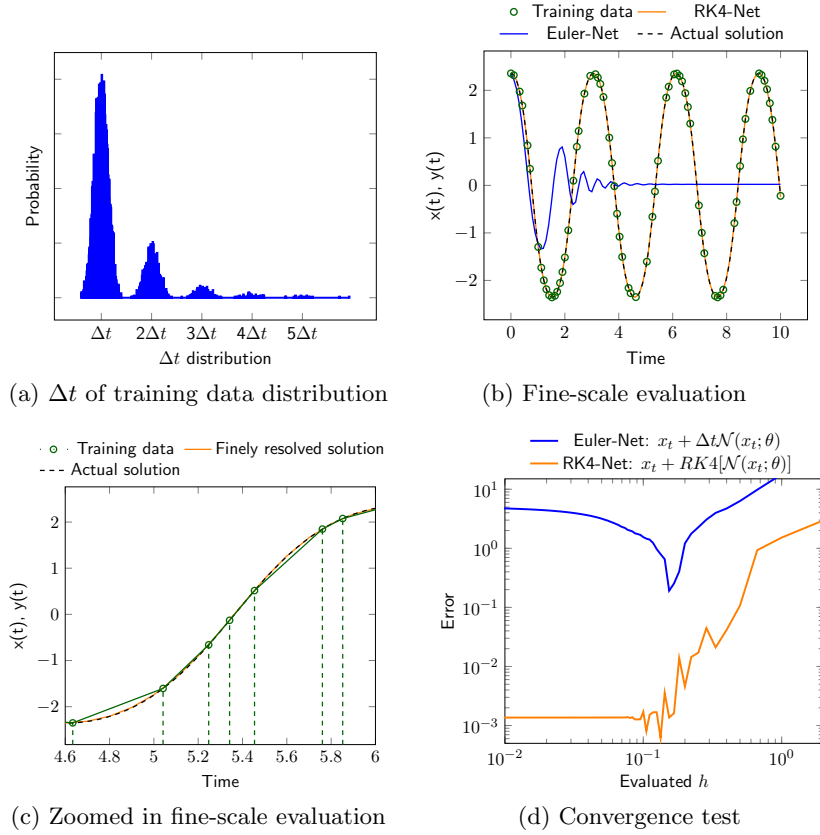 Probability
Δt 2Δt 3Δt 4Δt 5Δt
Δt distribution
(a) Δt of training data distribution
Training data RK4-Net
Euler-Net Actual solution
2
1
0
−1
−2
x(t), y(t)
0 2 4 6 8 10
Time
(b) Fine-scale evaluation
Training data Finely resolved solution
Actual solution
2
1
0
−1
−2
x(t), y(t)
4.6 4.8 5 5.2 5.4 5.6 5.8 6
Time
(c) Zoomed in fine-scale evaluation
Euler-Net: $x_t + \Delta t \mathcal{N}(x_t; \theta)$
RK4-Net: $x_t + RK4[\mathcal{N}(x_t; \theta)]$
10^1
10^0
10^−1
10^−2
10^−3
Error
10^−2 10^−1 10^0
Evaluated h
(d) Convergence test